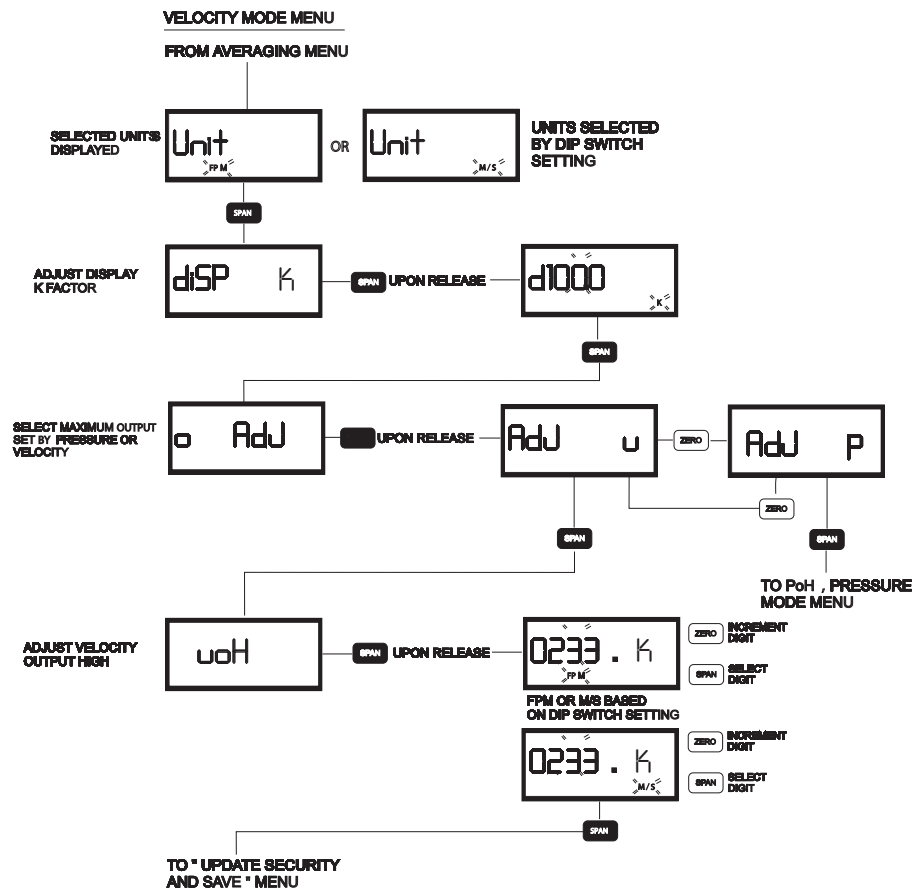 VELOCITY MODE MENU
FROM AVERAGING MENU
SELECTED UNITS
DISPLAYED
Unit
FPM
OR
Unit
M/S
UNITS SELECTED
BY DIP SWITCH
SETTING
SPAN
ADJUST DISPLAY
K FACTOR
diSP K
SPAN UPON RELEASE
d1000
K
SPAN
SELECT MAXIMUM OUTPUT
SET BY PRESSURE OR
VELOCITY
o AdJ
UPON RELEASE
AdJ u
ZERO
AdJ P
ZERO
SPAN
SPAN
TO PoH , PRESSURE
MODE MENU
ADJUST VELOCITY
OUTPUT HIGH
uoH
SPAN UPON RELEASE
0233. K
FPM
ZERO INCREMENT
DIGIT
SPAN SELECT
DIGIT
FPM OR M/S BASED
ON DIP SWITCH SETTING
0233. K
M/S
ZERO INCREMENT
DIGIT
SPAN SELECT
DIGIT
SPAN
TO " UPDATE SECURITY
AND SAVE " MENU